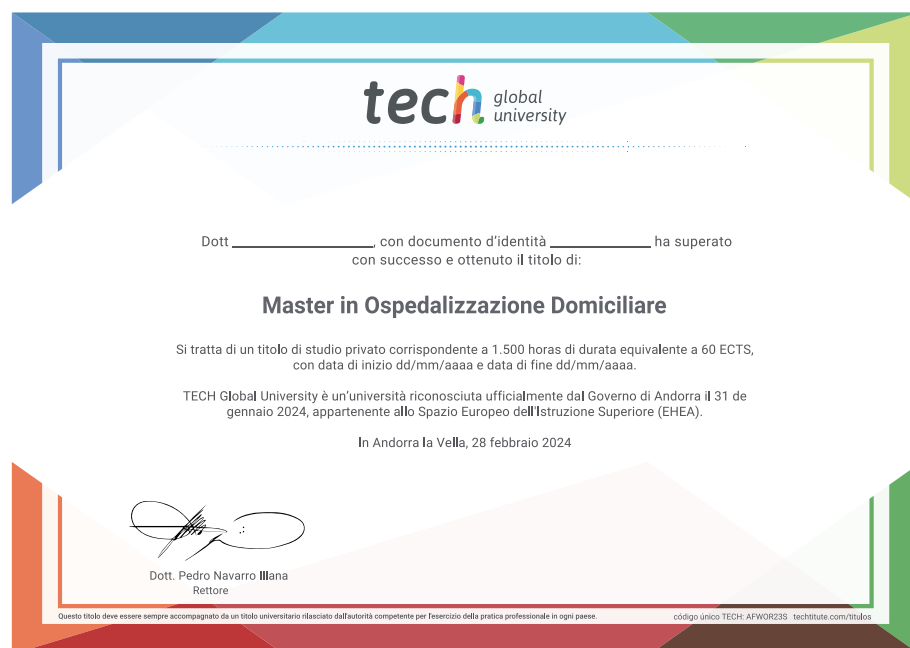 tech global
university
Dott ____________________, con documento d'identità ______________ ha superato
con successo e ottenuto il titolo di:
Master in Ospedalizzazione Domiciliare
Si tratta di un titolo di studio privato corrispondente a 1.500 horas di durata equivalente a 60 ECTS,
con data di inizio dd/mm/aaaa e data di fine dd/mm/aaaa.
TECH Global University è un'università riconosciuta ufficialmente dal Governo di Andorra il 31 de
gennaio 2024, appartenente allo Spazio Europeo dell'Istruzione Superiore (EHEA).
In Andorra la Vella, 28 febbraio 2024
Dott. Pedro Navarro Illana
Rettore
Questo titolo deve essere sempre accompagnato da un titolo universitario rilasciato dall'autorità competente per l'esercizio della pratica professionale in ogni paese.
código único TECH: AFWOR23S techtitute.com/titulos